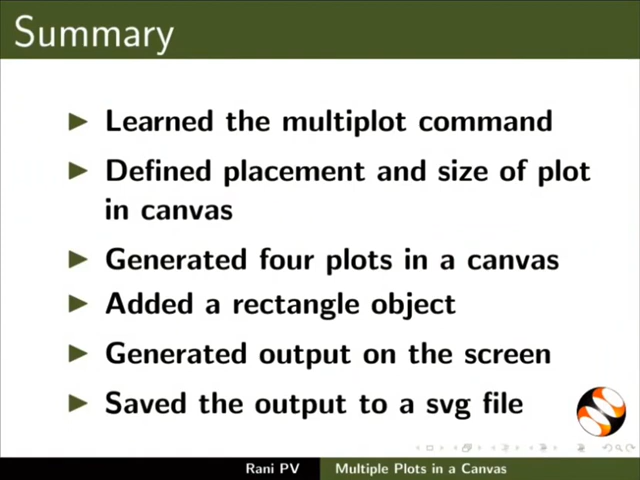 Summary
Learned the multiplot command
Defined placement and size of plot
in canvas
Generated four plots in a canvas
Added a rectangle object
Generated output on the screen
Saved the output to a svg file
Rani PV Multiple Plots in a Canvas